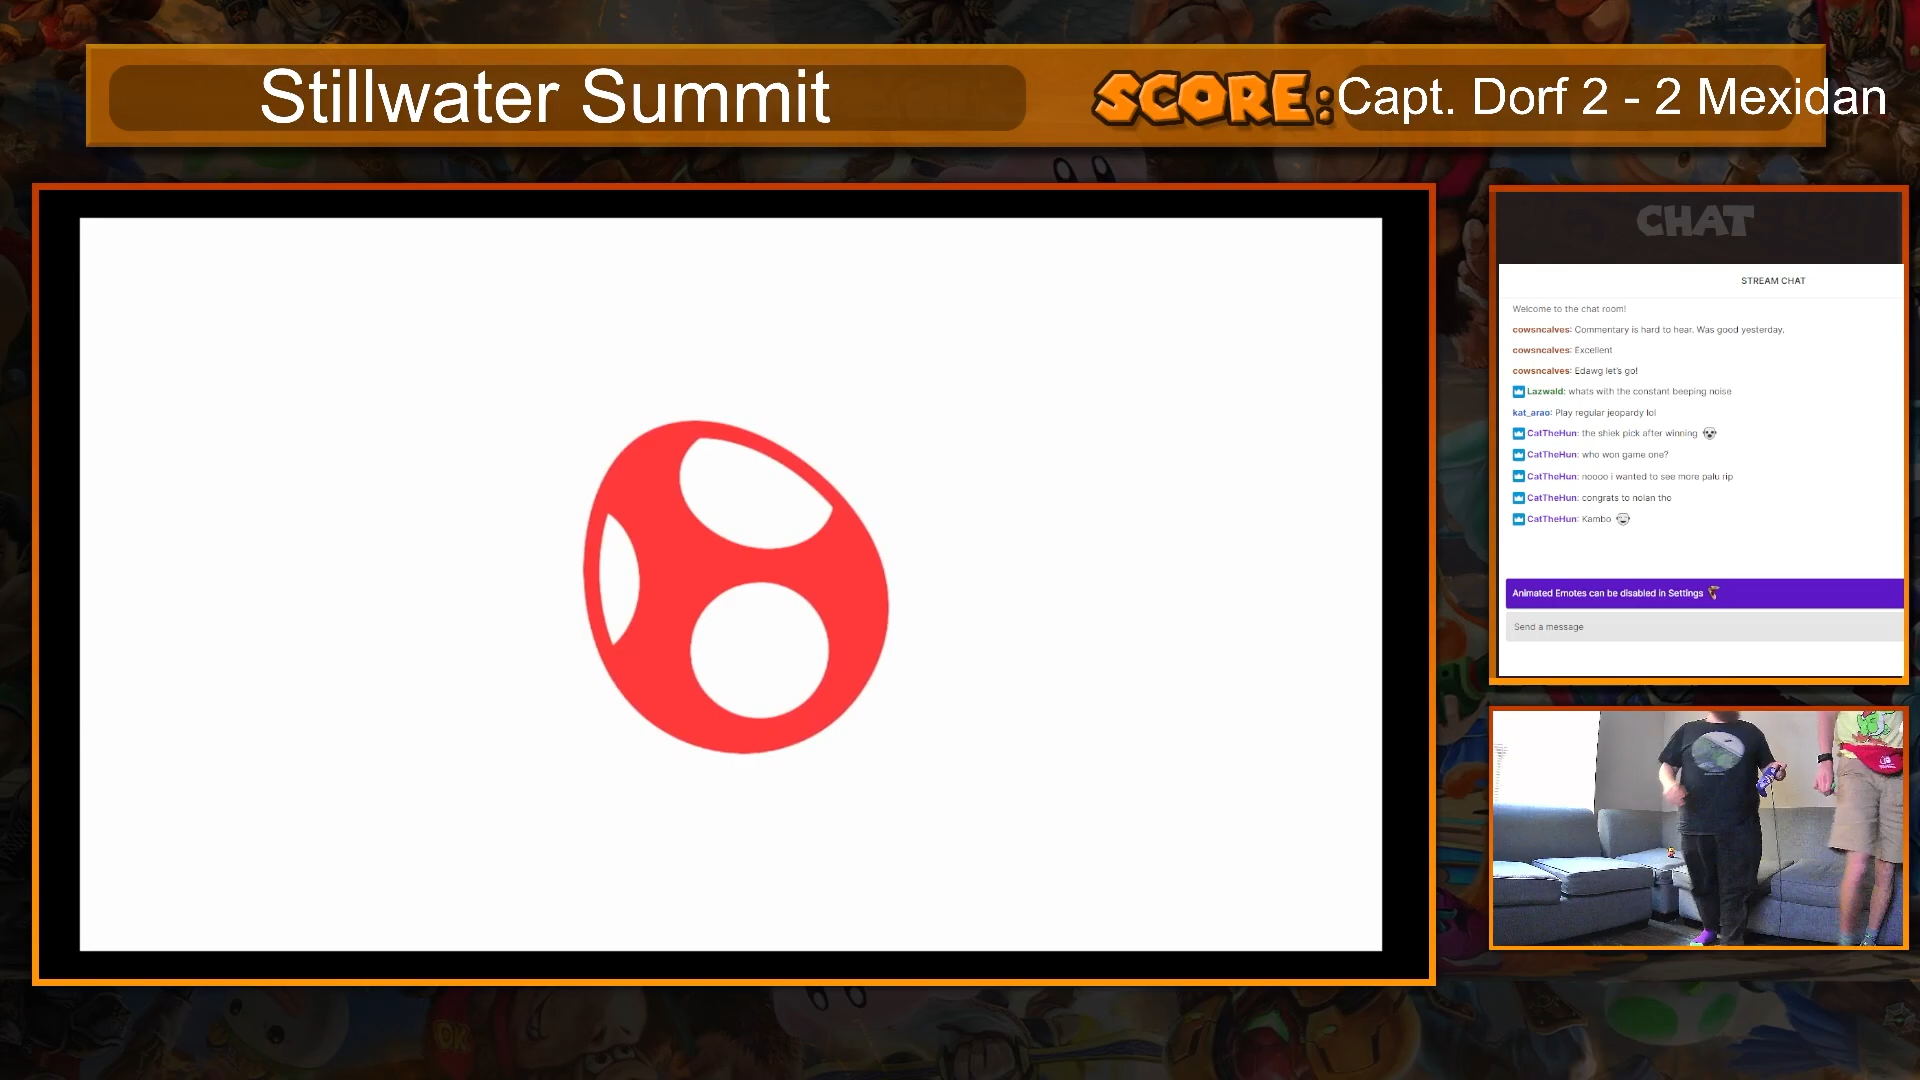 Stillwater Summit
SCORE: Capt. Dorf 2 - 2 Mexidan
CHAT
STREAM CHAT
Welcome to the chat room!
cowsncalves: Commentary is hard to hear. Was good yesterday.
cowsncalves: Excellent
cowsncalves: Edawg let's go!
Lazwald: whats with the constant beeping noise
kat_arao: Play regular jeopardy lol
CatTheHun: the shiek pick after winning
CatTheHun: who won game one?
CatTheHun: noooo i wanted to see more palu rip
CatTheHun: congrats to nolan tho
CatTheHun: Kambo
Animated Emotes can be disabled in Settings
Send a message